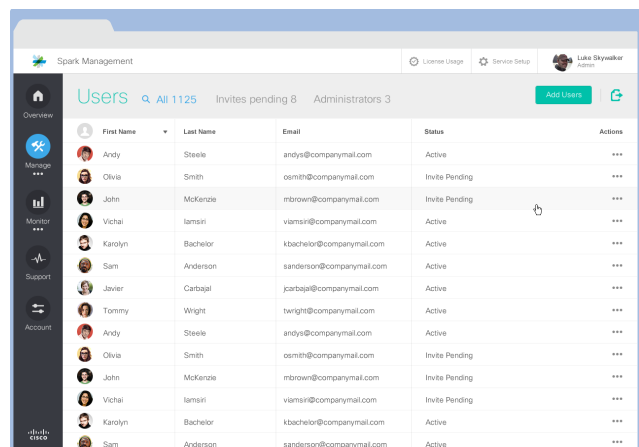 Spark Management License Usage Service Setup Luke Skywalker
Admin
Users All 1125 Invites pending 8 Administrators 3 Add Users
Overview
First Name Last Name Email Status Actions
Andy Steele andys@companymail.com Active
Manage
Olivia Smith osmith@companymail.com Invite Pending
John McKenzie mbrown@companymail.com Invite Pending
Monitor
Vichai Iamsiri viamsiri@companymail.com Active
Karolyn Bachelor kbachelor@companymail.com Active
Support
Sam Anderson sanderson@companymail.com Active
Javier Carbajal jcarbajal@companymail.com Active
Tommy Wright twright@companymail.com Active
Account
Andy Steele andys@companymail.com Active
Olivia Smith osmith@companymail.com Invite Pending
John McKenzie mbrown@companymail.com Invite Pending
Vichai Iamsiri viamsiri@companymail.com Invite Pending
Karolyn Bachelor kbachelor@companymail.com Active
CISCO
Sam Anderson sanderson@companymail.com Active